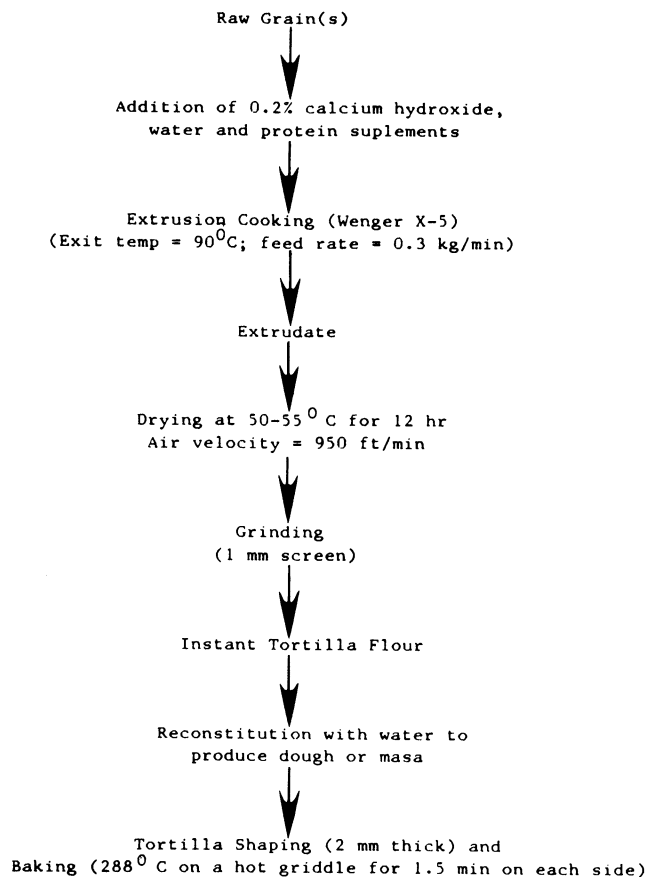 Raw Grain(s)
Addition of 0.2% calcium hydroxide,
water and protein suplements
Extrusion Cooking (Wenger X-5)
(Exit temp = 90⁰C; feed rate = 0.3 kg/min)
Extrudate
Drying at 50-55⁰ C for 12 hr
Air velocity = 950 ft/min
Grinding
(1 mm screen)
Instant Tortilla Flour
Reconstitution with water to
produce dough or masa
Tortilla Shaping (2 mm thick) and
Baking (288⁰ C on a hot griddle for 1.5 min on each side)